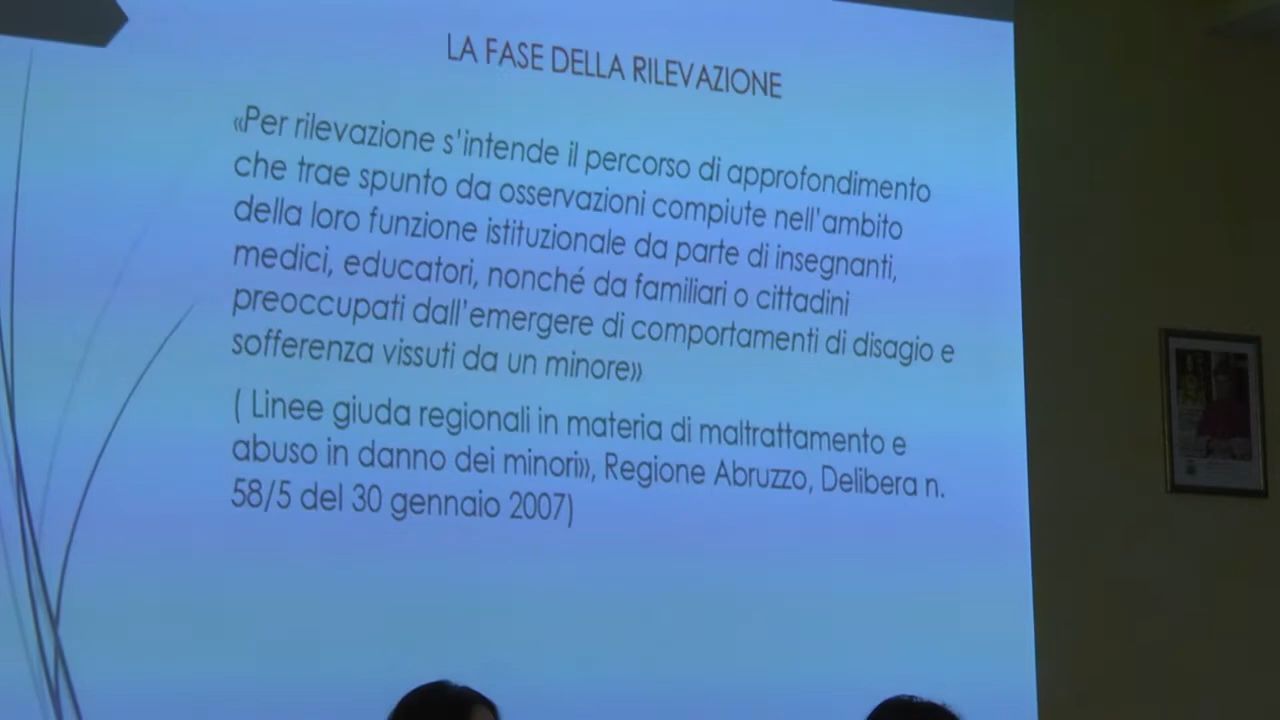 LA FASE DELLA RILEVAZIONE
«Per rilevazione s'intende il percorso di approfondimento
che trae spunto da osservazioni compiute nell'ambito
della loro funzione istituzionale da parte di insegnanti,
medici, educatori, nonché da familiari o cittadini
preoccupati dall'emergere di comportamenti di disagio e
sofferenza vissuti da un minore»
( Linee giuda regionali in materia di maltrattamento e
abuso in danno dei minori», Regione Abruzzo, Delibera n.
58/5 del 30 gennaio 2007)